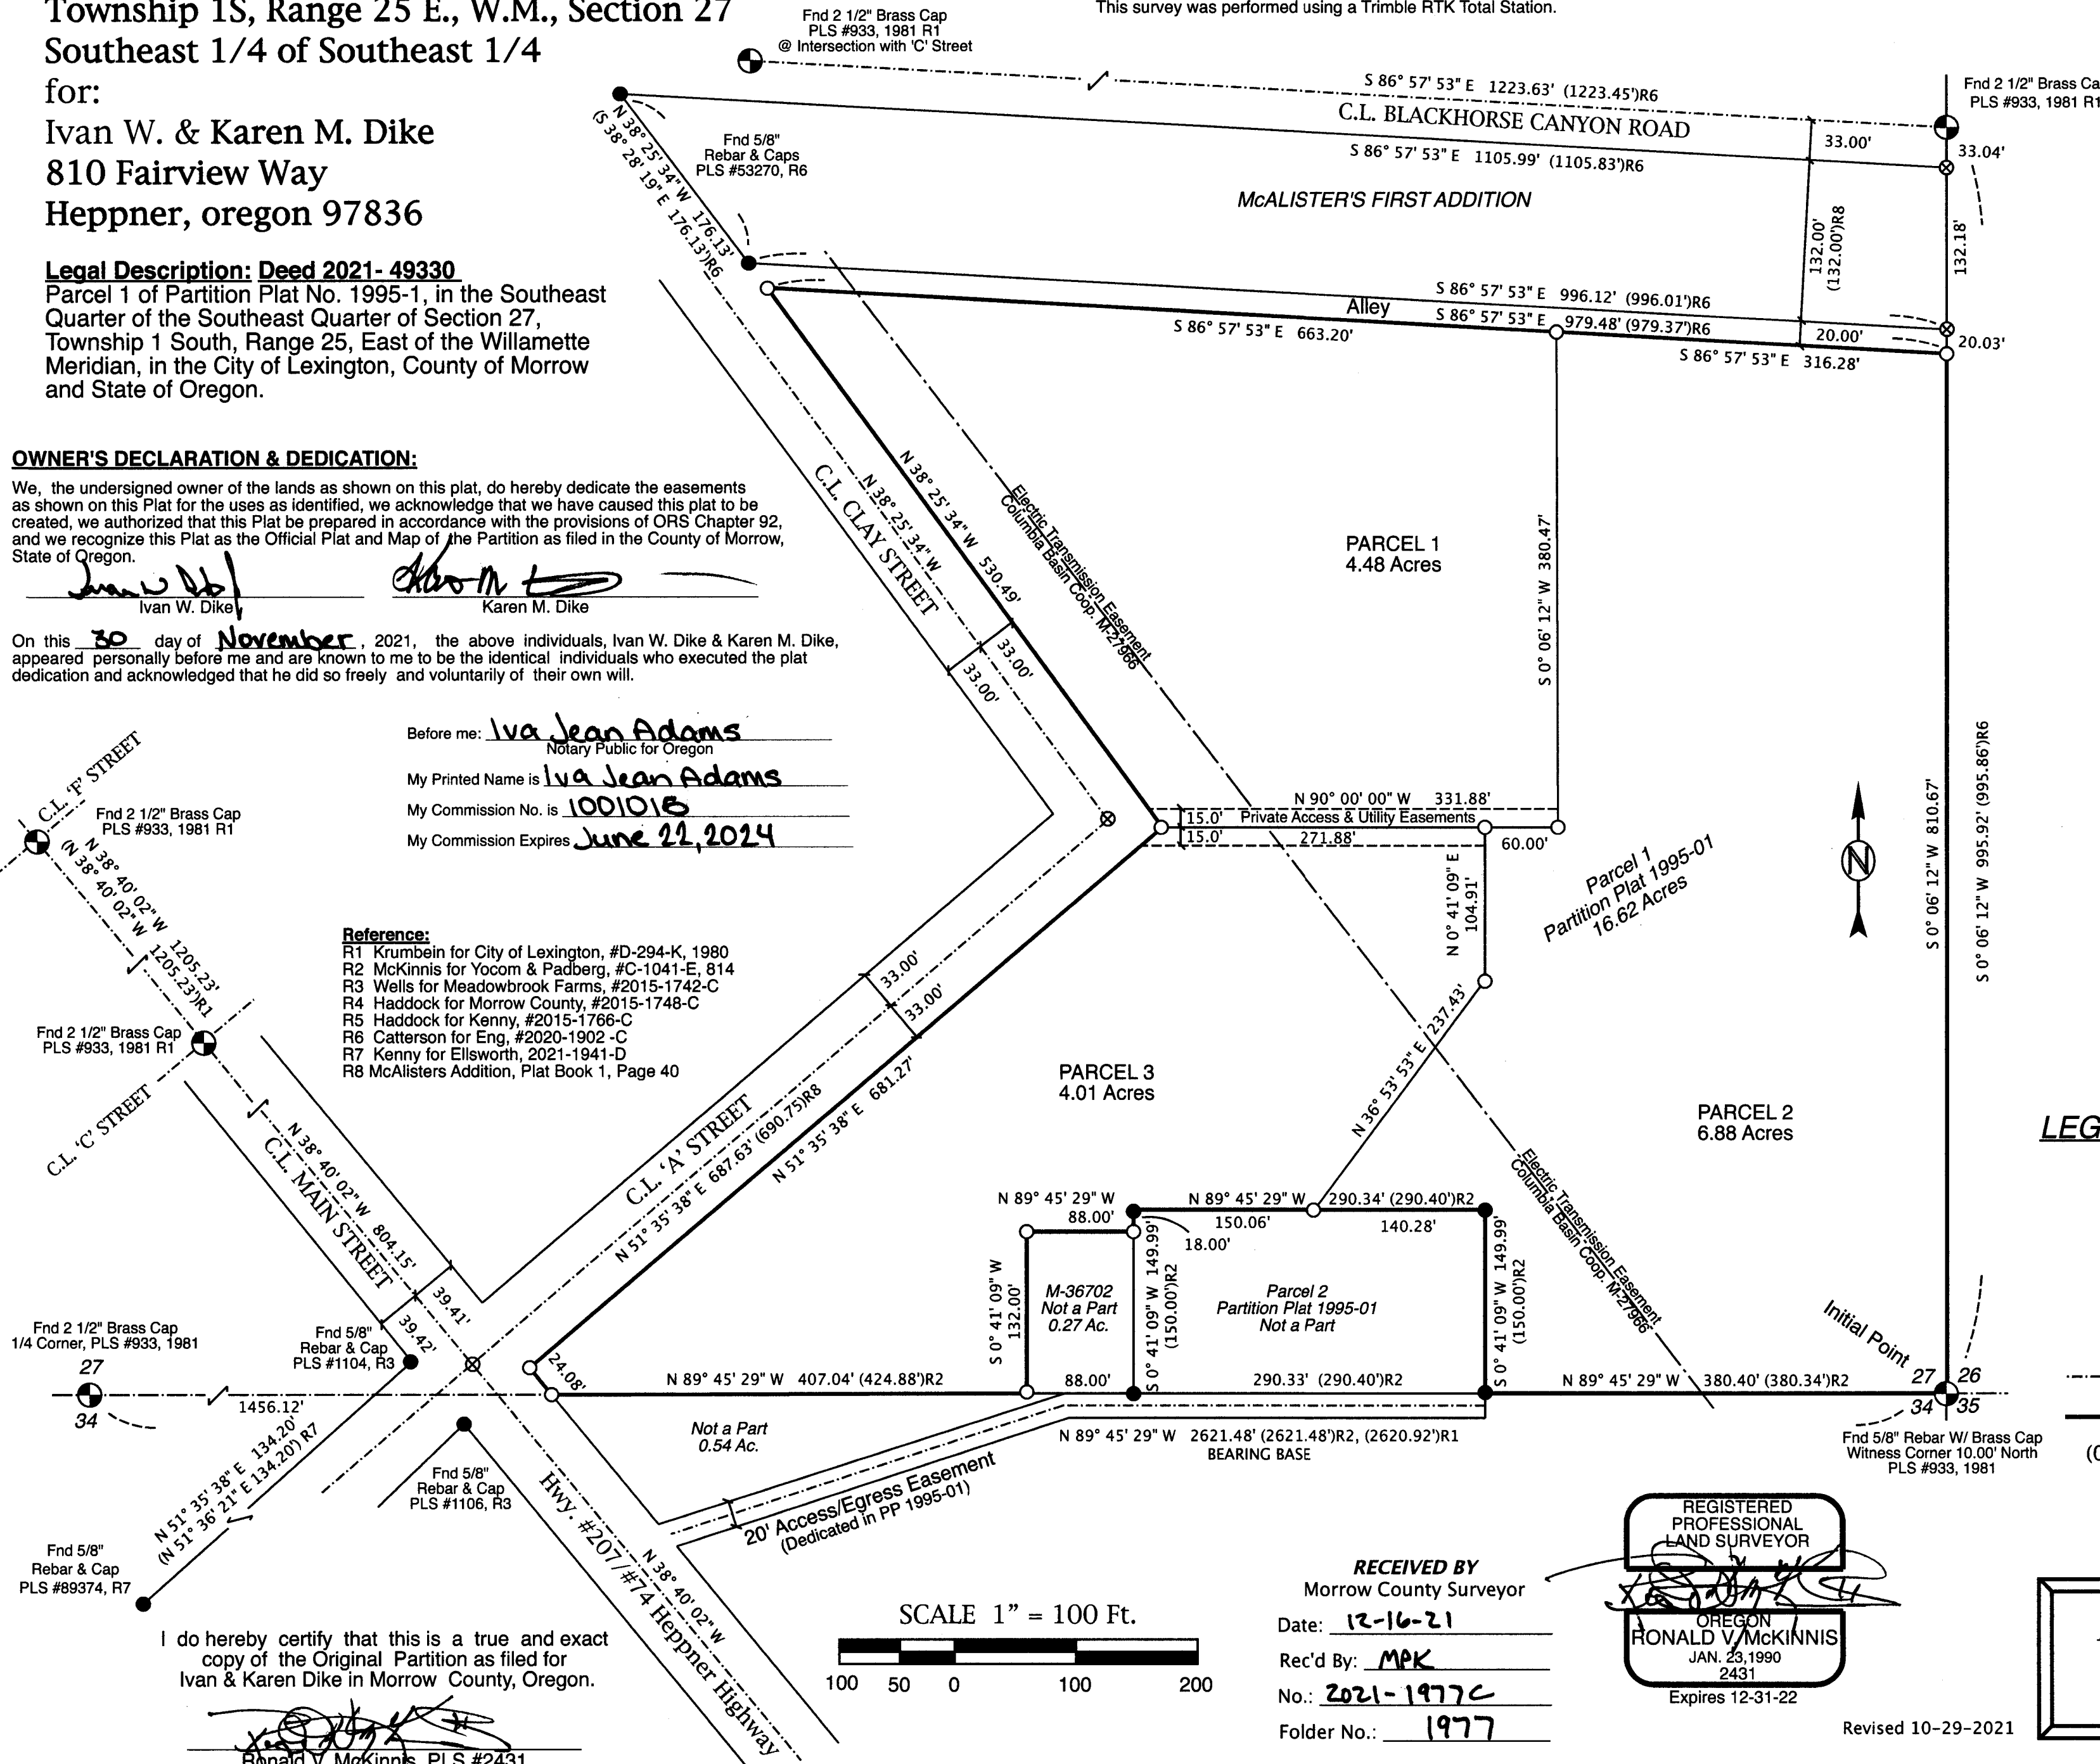 Township 1S, Range 25 E., W.M., Section 27
Southeast 1/4 of Southeast 1/4
for:
Ivan W. & Karen M. Dike
810 Fairview Way
Heppner, oregon 97836
Legal Description: Deed 2021- 49330
Parcel 1 of Partition Plat No. 1995-1, in the Southeast
Quarter of the Southeast Quarter of Section 27,
Township 1 South, Range 25, East of the Willamette
Meridian, in the City of Lexington, County of Morrow
and State of Oregon.
OWNER'S DECLARATION & DEDICATION:
We, the undersigned owner of the lands as shown on this plat, do hereby dedicate the easements
as shown on this Plat for the uses as identified, we acknowledge that we have caused this plat to be
created, we authorized that this Plat be prepared in accordance with the provisions of ORS Chapter 92,
and we recognize this Plat as the Official Plat and Map of the Partition as filed in the County of Morrow,
State of Oregon.
Ivan W. Dike
Karen M. Dike
On this 30 day of November, 2021, the above individuals, Ivan W. Dike & Karen M. Dike,
appeared personally before me and are known to me to be the identical individuals who executed the plat
dedication and acknowledged that he did so freely and voluntarily of their own will.
Before me: Iva Jean Adams
Notary Public for Oregon
My Printed Name is Iva Jean Adams
My Commission No. is 1001018
My Commission Expires June 22, 2024
Reference:
R1 Krumbein for City of Lexington, #D-294-K, 1980
R2 McKinnis for Yocom & Padberg, #C-1041-E, 814
R3 Wells for Meadowbrook Farms, #2015-1742-C
R4 Haddock for Morrow County, #2015-1748-C
R5 Haddock for Kenny, #2015-1766-C
R6 Catterson for Eng, #2020-1902 -C
R7 Kenny for Ellsworth, 2021-1941-D
R8 McAlisters Addition, Plat Book 1, Page 40
This survey was performed using a Trimble RTK Total Station.
Fnd 2 1/2" Brass Cap
PLS #933, 1981 R1
@ Intersection with 'C' Street
Fnd 2 1/2" Brass Ca
PLS #933, 1981 R1
S 86° 57' 53" E 1223.63' (1223.45')R6
C.L. BLACKHORSE CANYON ROAD
S 86° 57' 53" E 1105.99' (1105.83')R6
33.00'
33.04'
McALISTER'S FIRST ADDITION
132.00'
(132.00')R8
132.18'
N 38° 25' 34" W 176.13'
(S 38° 28' 19" E 176.13')R6
Fnd 5/8"
Rebar & Caps
PLS #53270, R6
S 86° 57' 53" E 996.12' (996.01')R6
Alley
S 86° 57' 53" E 979.48' (979.37')R6
S 86° 57' 53" E 663.20'
20.00'
20.03'
S 86° 57' 53" E 316.28'
N 38° 25' 34" W 530.49'
N 38° 25' 34" W
C.L. CLAY STREET
33.00'
33.00'
Electric Transmission Easement
Columbia Basin Coop. M-27966
PARCEL 1
4.48 Acres
S 0° 06' 12" W 380.47'
S 0° 06' 12" W 810.67'
S 0° 06' 12" W 995.92' (995.86')R6
N 90° 00' 00" W 331.88'
15.0' Private Access & Utility Easements
15.0'
271.88'
60.00'
N 0° 41' 09" E
104.91'
Parcel 1
Partition Plat 1995-01
16.62 Acres
N
N 36° 53' 53" E 237.43'
PARCEL 3
4.01 Acres
PARCEL 2
6.88 Acres
LEG
C.L. 'F' STREET
Fnd 2 1/2" Brass Cap
PLS #933, 1981 R1
N 38° 40' 02" W 1205.23'
(N 38° 40' 02" W 1205.23')R1
Fnd 2 1/2" Brass Cap
PLS #933, 1981 R1
C.L. 'C' STREET
N 38° 40' 02" W 804.15'
C.L. MAIN STREET
33.00'
33.00'
C.L. 'A' STREET
N 51° 35' 38" E 687.63' (690.75)R8
N 51° 35' 38" E 681.27'
39.41'
39.42'
24.08'
Fnd 2 1/2" Brass Cap
1/4 Corner, PLS #933, 1981
27
34
Fnd 5/8"
Rebar & Cap
PLS #1104, R3
1456.12'
N 51° 35' 38" E 134.20'
(N 51° 36' 21" E 134.20') R7
Fnd 5/8"
Rebar & Cap
PLS #1106, R3
Fnd 5/8"
Rebar & Cap
PLS #89374, R7
N 89° 45' 29" W
88.00'
N 89° 45' 29" W 290.34' (290.40')R2
150.06'
140.28'
18.00'
S 0° 41' 09" W
132.00'
M-36702
Not a Part
0.27 Ac.
S 0° 41' 09" W 149.99'
(150.00')R2
Parcel 2
Partition Plat 1995-01
Not a Part
S 0° 41' 09" W 149.99'
(150.00')R2
Electric Transmission Easement
Columbia Basin Coop. M-27966
Initial Point
27 26
34 35
N 89° 45' 29" W 407.04' (424.88')R2
88.00'
290.33' (290.40')R2
N 89° 45' 29" W 380.40' (380.34')R2
Not a Part
0.54 Ac.
N 89° 45' 29" W 2621.48' (2621.48')R2, (2620.92')R1
BEARING BASE
Fnd 5/8" Rebar W/ Brass Cap
Witness Corner 10.00' North
PLS #933, 1981
20' Access/Egress Easement
(Dedicated in PP 1995-01)
Hwy. #207/#74 Heppner Highway
N 38° 40' 02" W
I do hereby certify that this is a true and exact
copy of the Original Partition as filed for
Ivan & Karen Dike in Morrow County, Oregon.
Ronald V. McKinnis, PLS #2431
SCALE 1" = 100 Ft.
100 50 0 100 200
RECEIVED BY
Morrow County Surveyor
Date: 12-16-21
Rec'd By: MPK
No.: 2021-1977C
Folder No.: 1977
REGISTERED
PROFESSIONAL
LAND SURVEYOR
OREGON
RONALD V. McKINNIS
JAN. 23,1990
2431
Expires 12-31-22
Revised 10-29-2021